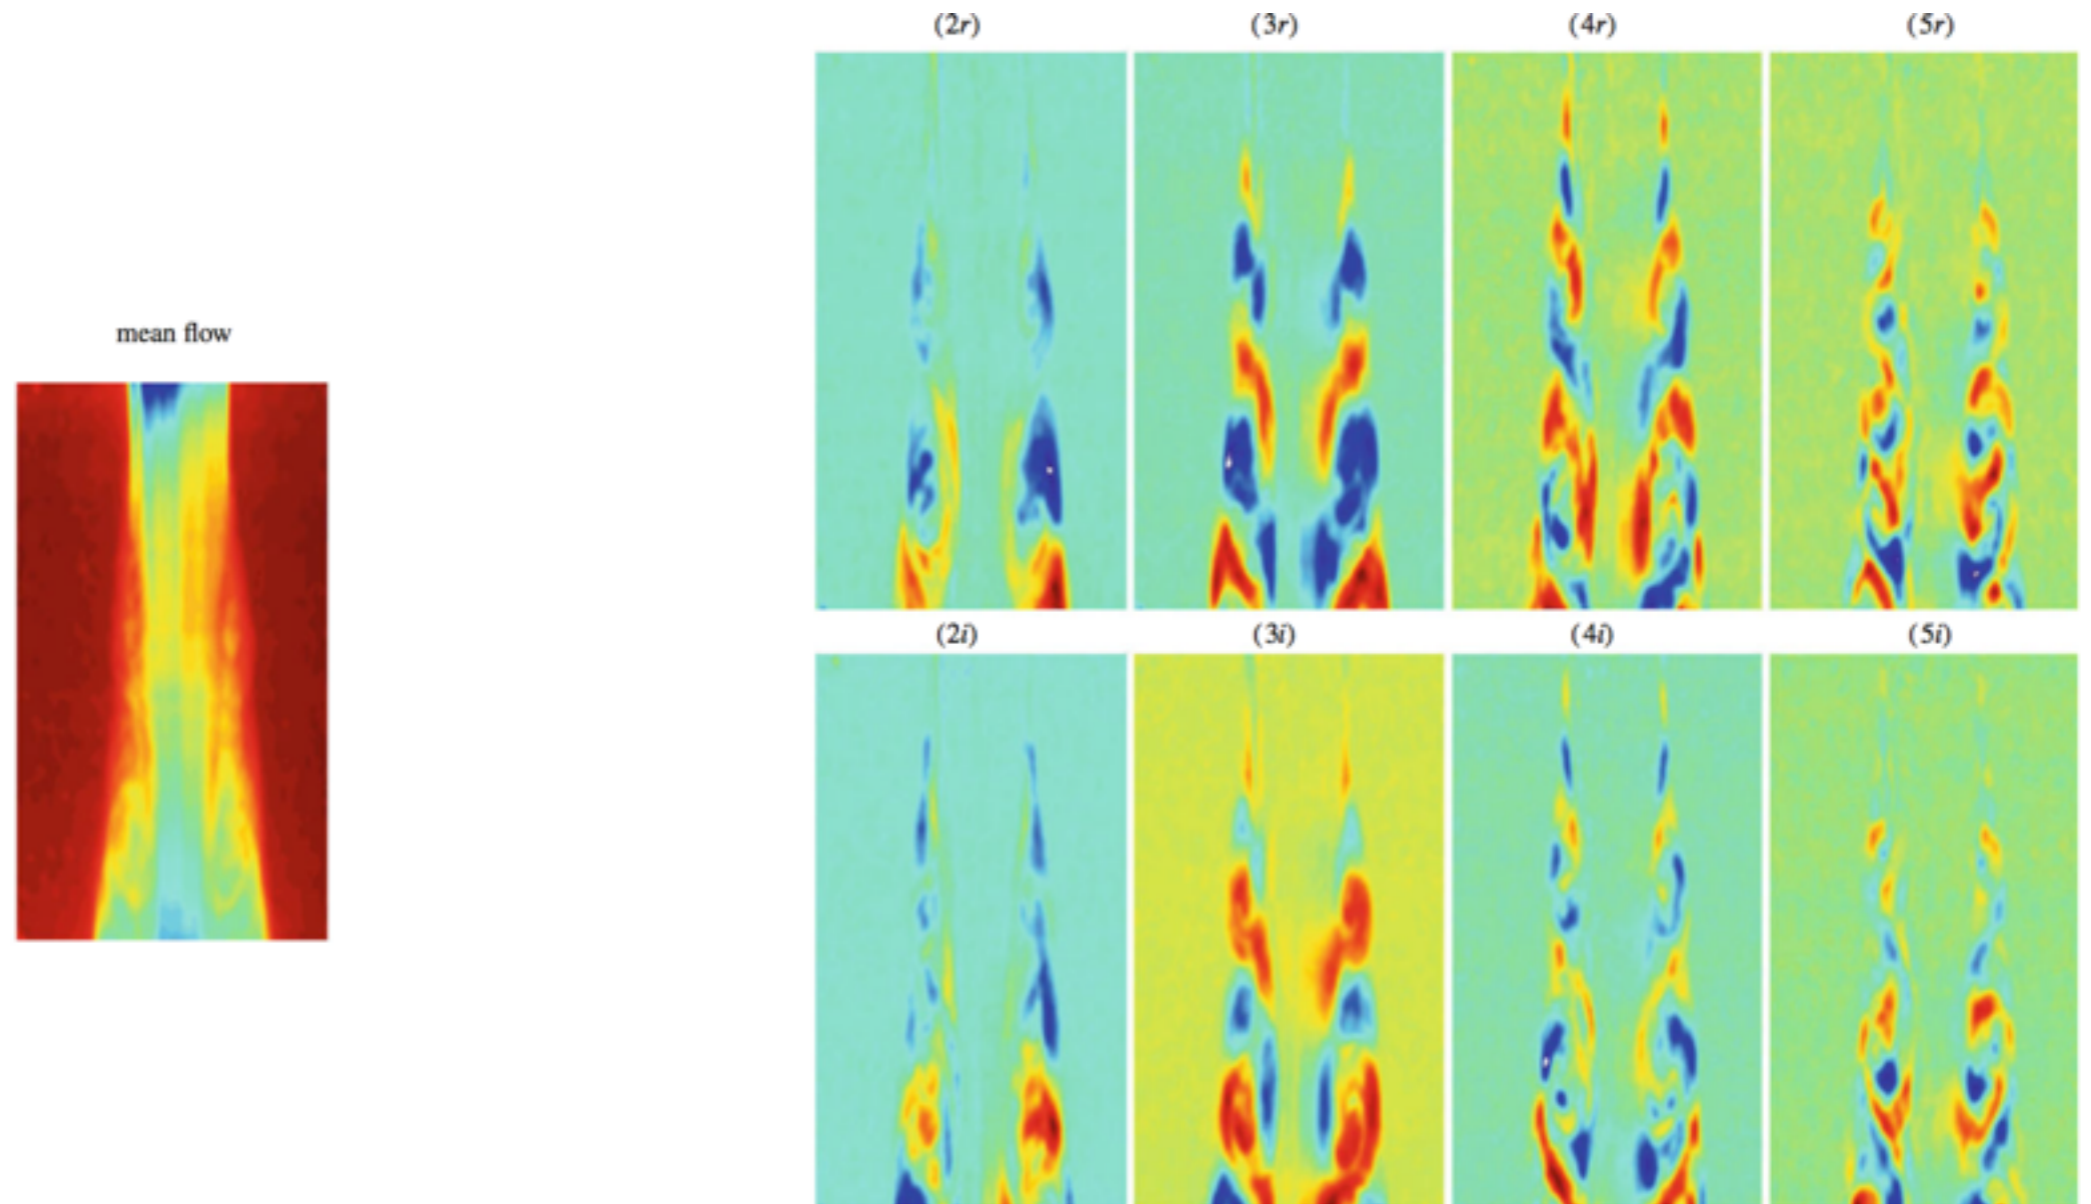 (2r) (3r) (4r) (5r)
mean flow
(2i) (3i) (4i) (5i)